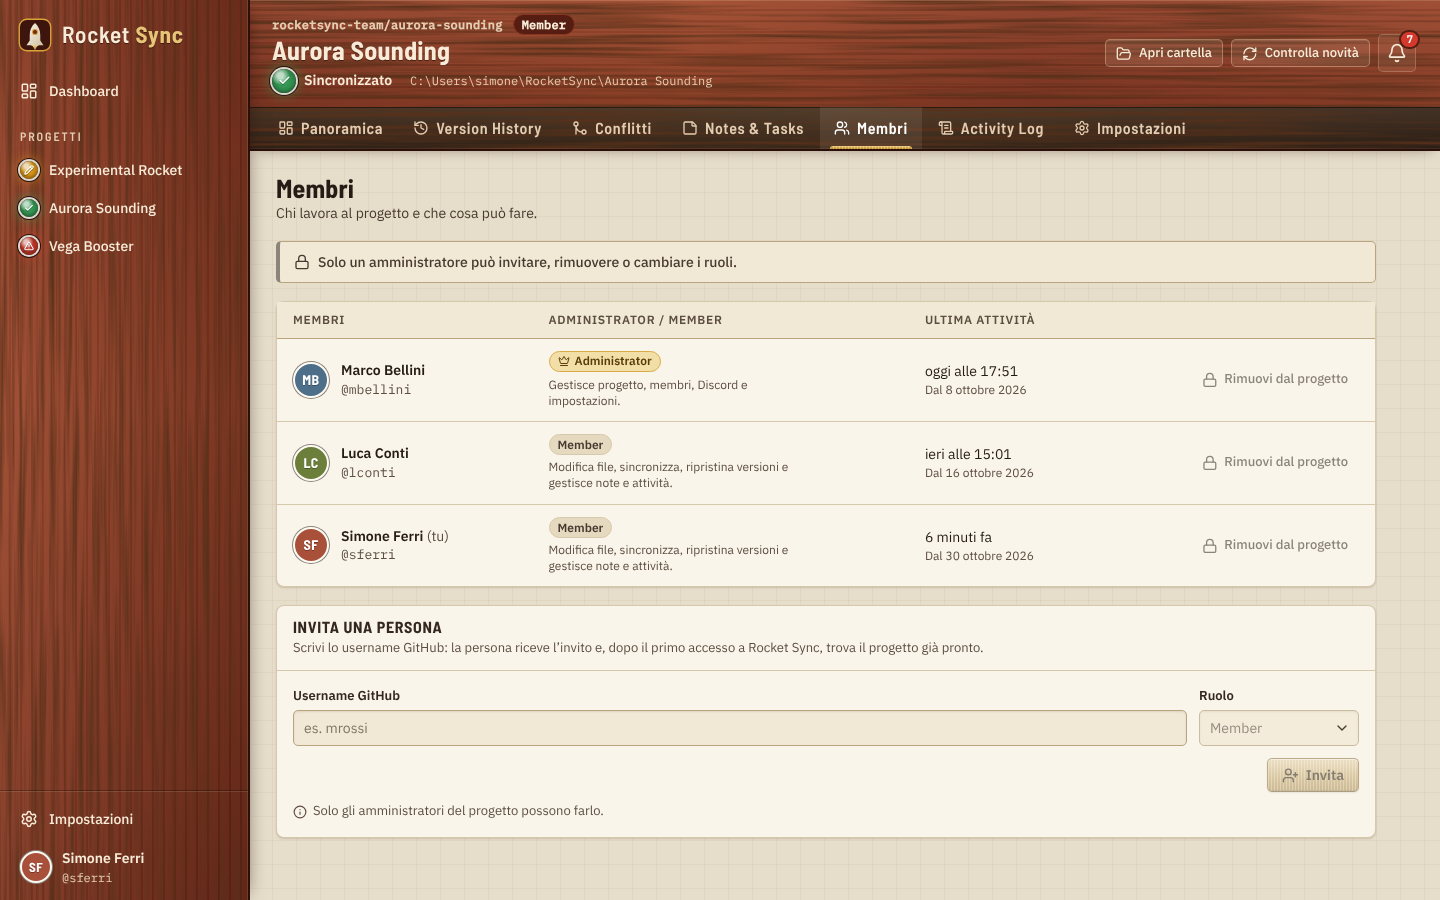 Rocket Sync
Dashboard
PROGETTI
Experimental Rocket
Aurora Sounding
Vega Booster
Impostazioni
SF
Simone Ferri
@sferri
rocketsync-team/aurora-sounding Member
Aurora Sounding
Sincronizzato C:\Users\simone\RocketSync\Aurora Sounding
Apri cartella
Controlla novità
7
Panoramica
Version History
Conflitti
Notes & Tasks
Membri
Activity Log
Impostazioni
Membri
Chi lavora al progetto e che cosa può fare.
Solo un amministratore può invitare, rimuovere o cambiare i ruoli.
MEMBRI ADMINISTRATOR / MEMBER ULTIMA ATTIVITÀ
MB
Marco Bellini
@mbellini
Administrator
Gestisce progetto, membri, Discord e
impostazioni.
oggi alle 17:51
Dal 8 ottobre 2026
Rimuovi dal progetto
LC
Luca Conti
@lconti
Member
Modifica file, sincronizza, ripristina versioni e
gestisce note e attività.
ieri alle 15:01
Dal 16 ottobre 2026
Rimuovi dal progetto
SF
Simone Ferri (tu)
@sferri
Member
Modifica file, sincronizza, ripristina versioni e
gestisce note e attività.
6 minuti fa
Dal 30 ottobre 2026
Rimuovi dal progetto
INVITA UNA PERSONA
Scrivi lo username GitHub: la persona riceve l’invito e, dopo il primo accesso a Rocket Sync, trova il progetto già pronto.
Username GitHub
es. mrossi
Ruolo
Member
Invita
Solo gli amministratori del progetto possono farlo.